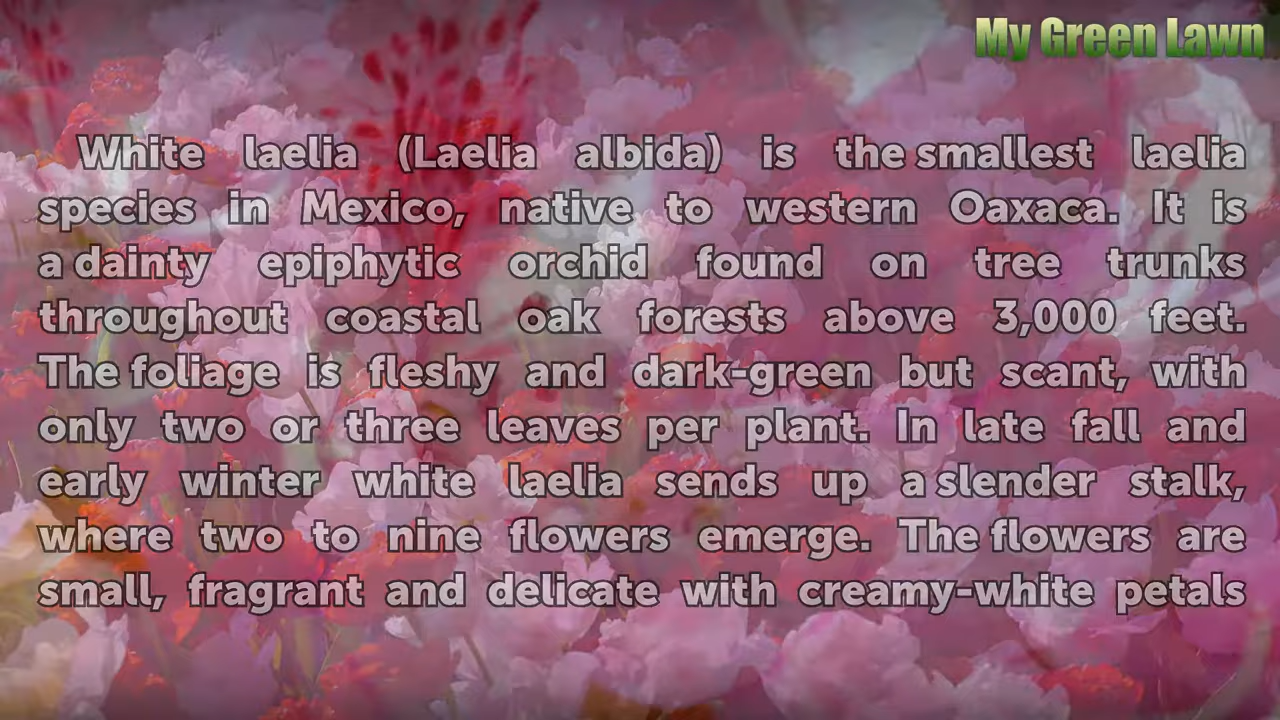 My Green Lawn
White laelia (Laelia albida) is the smallest laelia
species in Mexico, native to western Oaxaca. It is
a dainty epiphytic orchid found on tree trunks
throughout coastal oak forests above 3,000 feet.
The foliage is fleshy and dark-green but scant, with
only two or three leaves per plant. In late fall and
early winter white laelia sends up a slender stalk,
where two to nine flowers emerge. The flowers are
small, fragrant and delicate with creamy-white petals